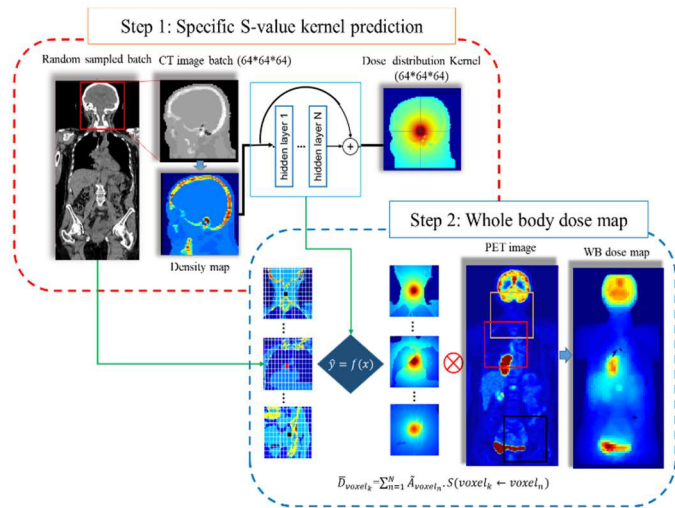 Step 1: Specific S-value kernel prediction
Random sampled batch
CT image batch (64*64*64)
Dose distribution Kernel
(64*64*64)
hidden layer 1
...
hidden layer N
+
Density map
Step 2: Whole body dose map
PET image
WB dose map
ŷ = f(x)
D̅voxelₖ=∑ᴺₙ₌₁ Ãvoxelₙ. S(voxelₖ ← voxelₙ)